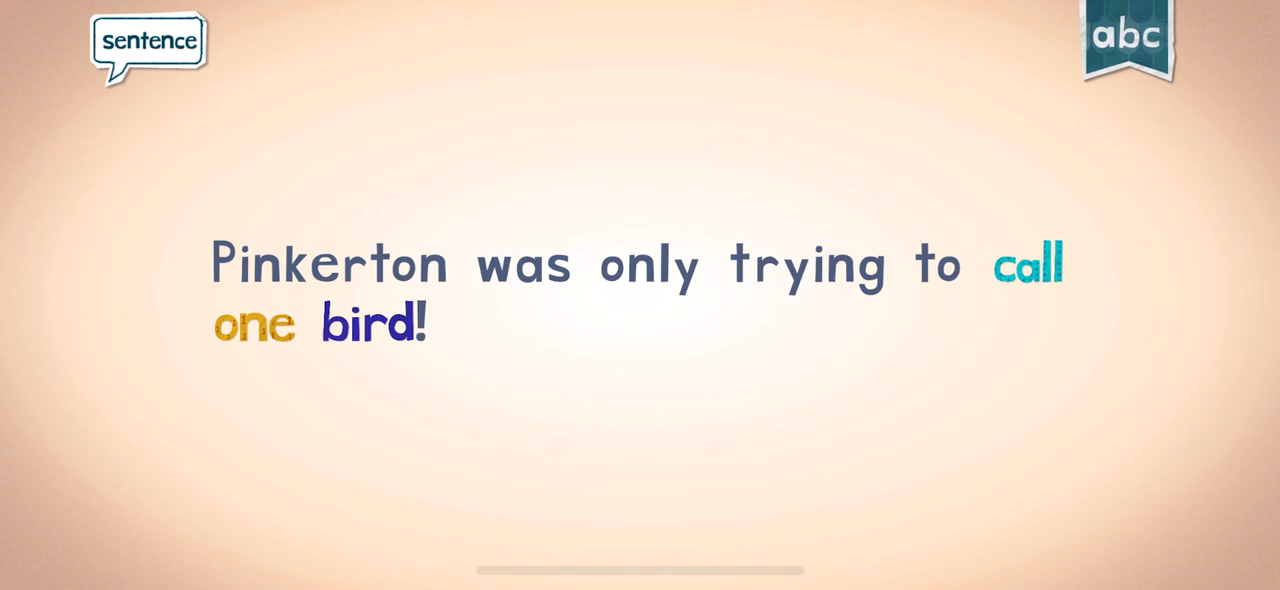 sentence
abc
Pinkerton was only trying to call
one bird!